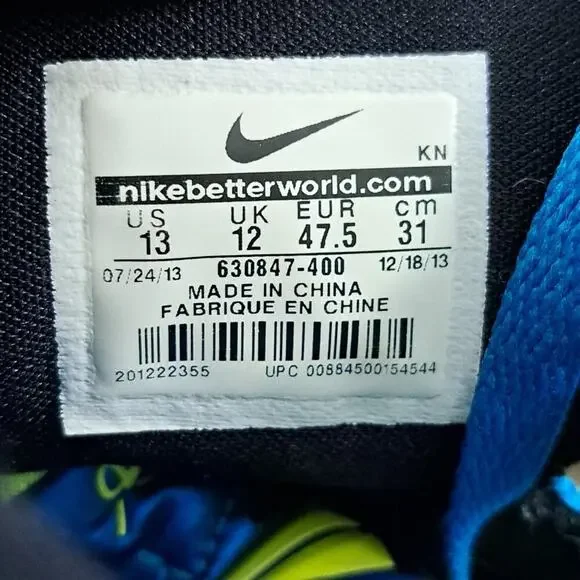 KN
nikebetterworld.com
US UK EUR cm
13 12 47.5 31
07/24/13 630847-400 12/18/13
MADE IN CHINA
FABRIQUE EN CHINE
201222355 UPC 00884500154544